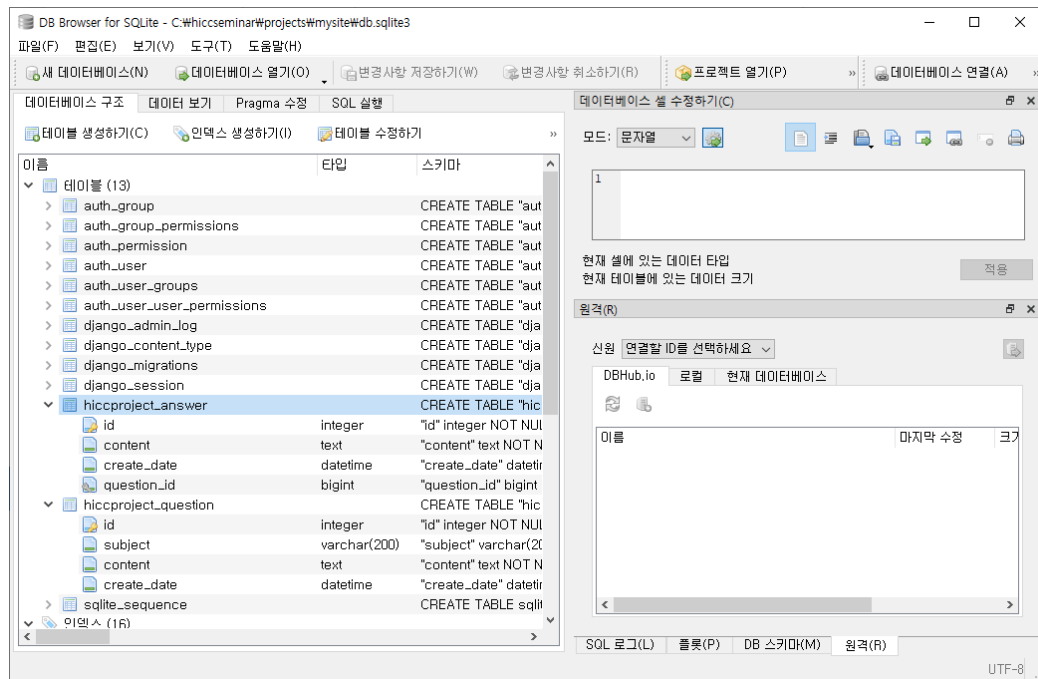 DB Browser for SQLite - C:₩hiccseminar₩projects₩mysite₩db.sqlite3
파일(F) 편집(E) 보기(V) 도구(T) 도움말(H)
새 데이터베이스(N) 데이터베이스 열기(O) 변경사항 저장하기(W) 변경사항 취소하기(R) 프로젝트 열기(P) » 데이터베이스 연결(A) »
데이터베이스 구조 데이터 보기 Pragma 수정 SQL 실행
테이블 생성하기(C) 인덱스 생성하기(I) 테이블 수정하기 »
이름 타입 스키마
테이블 (13)
auth_group CREATE TABLE "aut
auth_group_permissions CREATE TABLE "aut
auth_permission CREATE TABLE "aut
auth_user CREATE TABLE "aut
auth_user_groups CREATE TABLE "aut
auth_user_user_permissions CREATE TABLE "aut
django_admin_log CREATE TABLE "dja
django_content_type CREATE TABLE "dja
django_migrations CREATE TABLE "dja
django_session CREATE TABLE "dja
hiccproject_answer CREATE TABLE "hic
id integer "id" integer NOT NUL
content text "content" text NOT N
create_date datetime "create_date" datetin
question_id bigint "question_id" bigint
hiccproject_question CREATE TABLE "hic
id integer "id" integer NOT NUL
subject varchar(200) "subject" varchar(20
content text "content" text NOT N
create_date datetime "create_date" datetin
sqlite_sequence CREATE TABLE sqlit
인덱스 (16)
데이터베이스 셀 수정하기(C)
모드: 문자열
1
현재 셀에 있는 데이터 타입
현재 테이블에 있는 데이터 크기
적용
원격(R)
신원 연결할 ID를 선택하세요
DBHub.io 로컬 현재 데이터베이스
이름 마지막 수정 크기
SQL 로그(L) 플롯(P) DB 스키마(M) 원격(R)
UTF-8